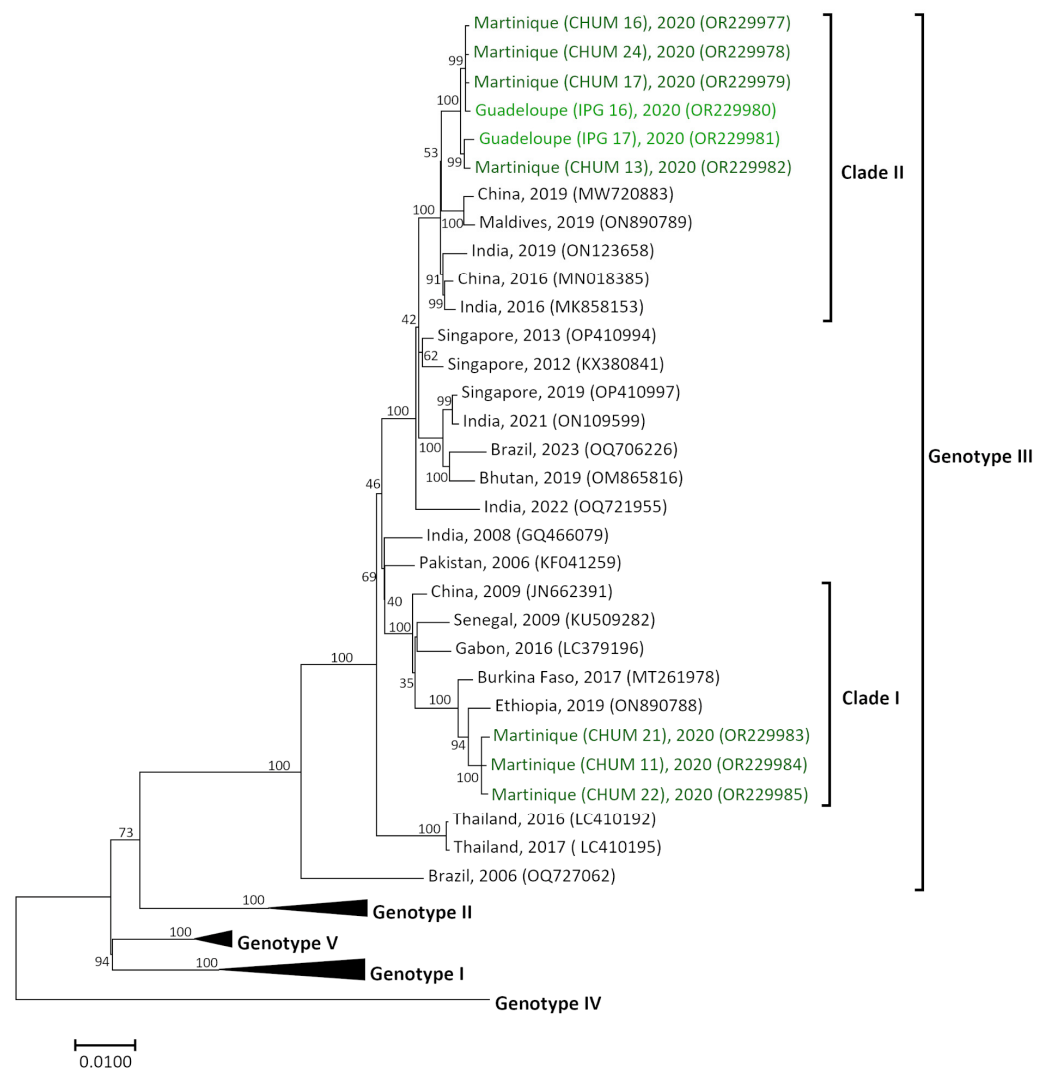 Martinique (CHUM 16), 2020 (OR229977)
Martinique (CHUM 24), 2020 (OR229978)
99
Martinique (CHUM 17), 2020 (OR229979)
100
Guadeloupe (IPG 16), 2020 (OR229980)
Guadeloupe (IPG 17), 2020 (OR229981)
53
99
Martinique (CHUM 13), 2020 (OR229982)
Clade II
China, 2019 (MW720883)
100
100
Maldives, 2019 (ON890789)
India, 2019 (ON123658)
91
China, 2016 (MN018385)
99
India, 2016 (MK858153)
42
Singapore, 2013 (OP410994)
62
Singapore, 2012 (KX380841)
Singapore, 2019 (OP410997)
99
100
India, 2021 (ON109599)
100
Brazil, 2023 (OQ706226)
Genotype III
100
Bhutan, 2019 (OM865816)
46
India, 2022 (OQ721955)
India, 2008 (GQ466079)
Pakistan, 2006 (KF041259)
69
China, 2009 (JN662391)
40
Senegal, 2009 (KU509282)
100
Gabon, 2016 (LC379196)
100
Burkina Faso, 2017 (MT261978)
35
100
Clade I
Ethiopia, 2019 (ON890788)
Martinique (CHUM 21), 2020 (OR229983)
94
Martinique (CHUM 11), 2020 (OR229984)
100
100
Martinique (CHUM 22), 2020 (OR229985)
Thailand, 2016 (LC410192)
100
73
Thailand, 2017 ( LC410195)
Brazil, 2006 (OQ727062)
100
Genotype II
100
Genotype V
94
100
Genotype I
Genotype IV
0.0100